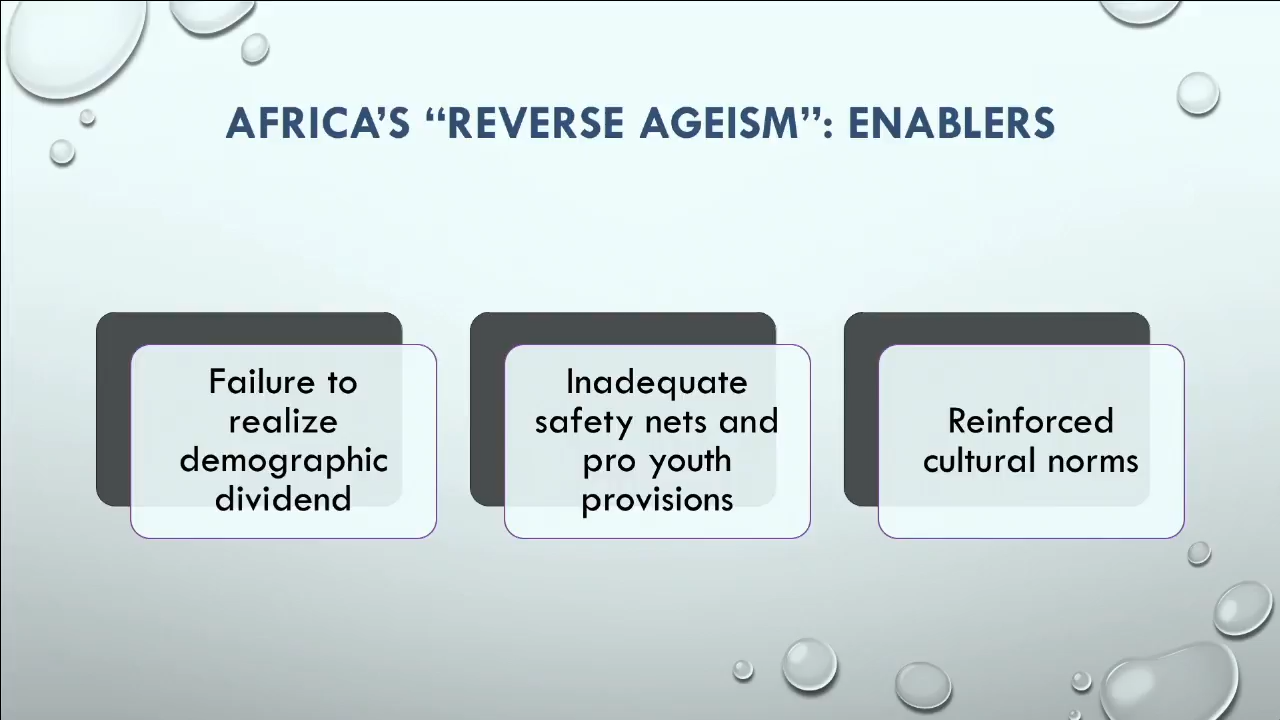 AFRICA’S “REVERSE AGEISM”: ENABLERS
Failure to
realize
demographic
dividend
Inadequate
safety nets and
pro youth
provisions
Reinforced
cultural norms